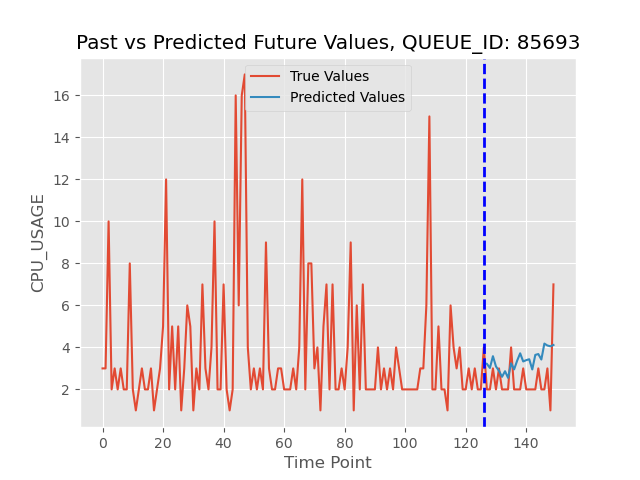 Past vs Predicted Future Values, QUEUE_ID: 85693
True Values
Predicted Values
CPU_USAGE
16
14
12
10
8
6
4
2
0 20 40 60 80 100 120 140
Time Point